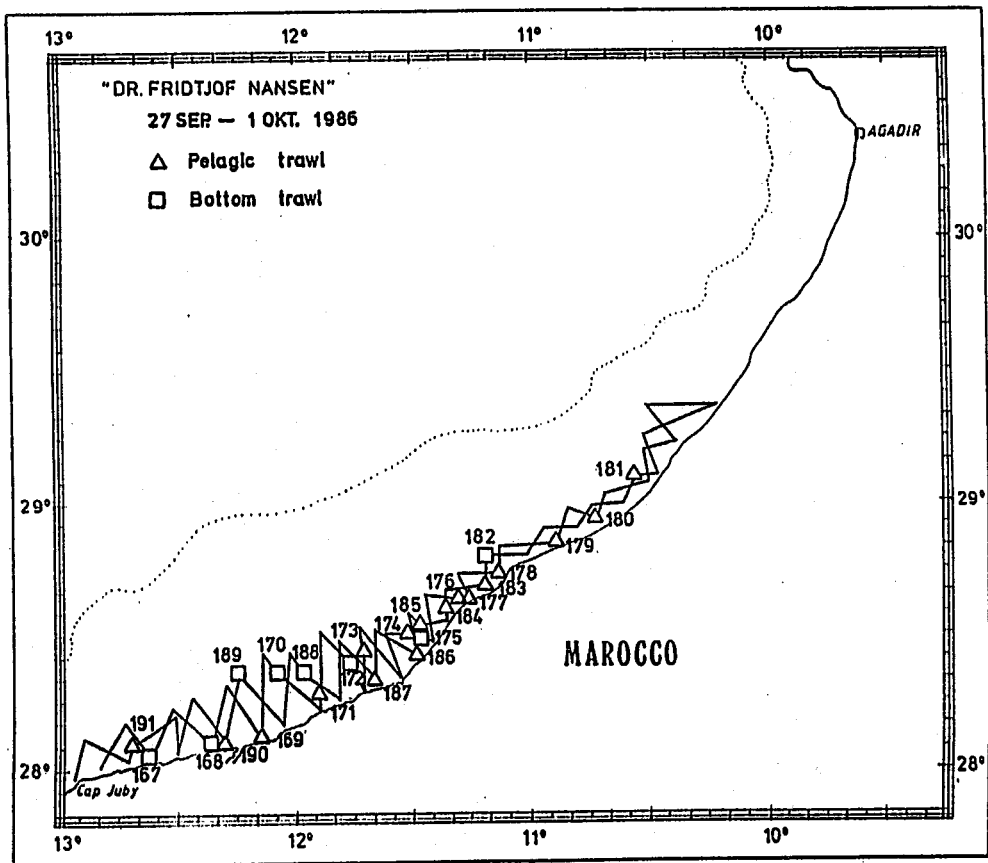 13° 12° 11° 10°
"DR. FRIDTJOF NANSEN"
27 SEP. — 1 OKT. 1986
△ Pelagic trawl
□ Bottom trawl
AGADIR
30° 30°
181
29° 29°
180
182
179
178
176 183
177
185 184
174 175
173 186
170 188
189 172 187
171
191 169
168 190
167
MAROCCO
28° 28°
Cap Juby
13° 12° 11° 10°